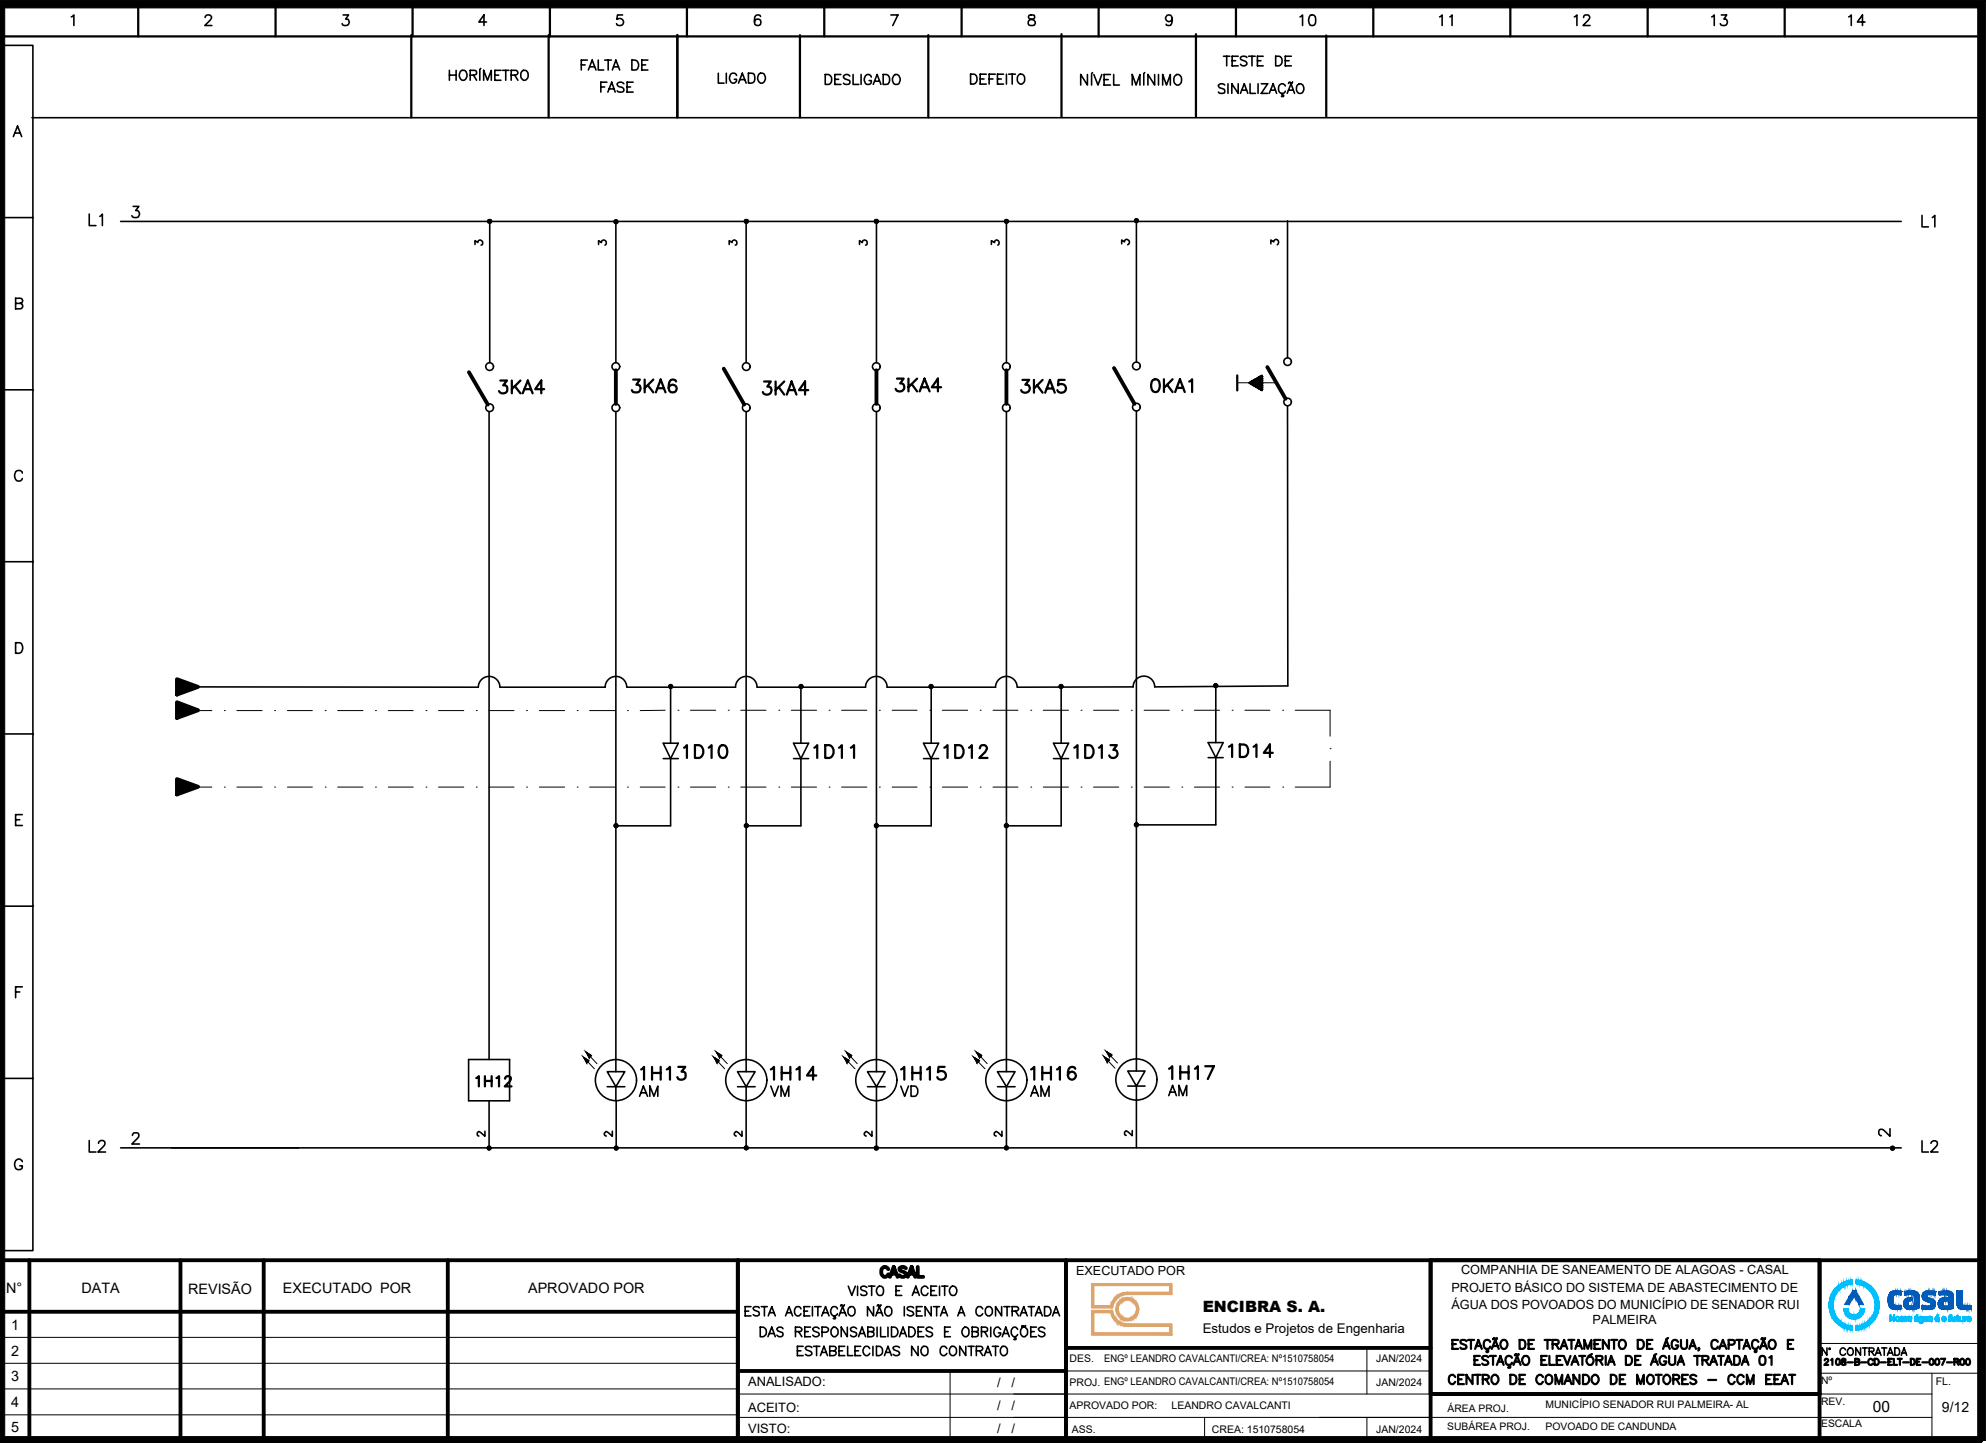 1 2 3 4 5 6 7 8 9 10 11 12 13 14
HORÍMETRO
FALTA DE
FASE
LIGADO
DESLIGADO
DEFEITO
NÍVEL MÍNIMO
TESTE DE
SINALIZAÇÃO
A
B
C
D
E
F
G
L1 3 L1
3 3 3 3 3 3 3
3KA4 3KA6 3KA4 3KA4 3KA5 0KA1
1D10 1D11 1D12 1D13 1D14
1H12
1H13
AM
1H14
VM
1H15
VD
1H16
AM
1H17
AM
2 2 2 2 2 2
L2 2 2 L2
N° DATA REVISÃO EXECUTADO POR APROVADO POR
1
2
3
4
5
CASAL
VISTO E ACEITO
ESTA ACEITAÇÃO NÃO ISENTA A CONTRATADA
DAS RESPONSABILIDADES E OBRIGAÇÕES
ESTABELECIDAS NO CONTRATO
ANALISADO: / /
ACEITO: / /
VISTO: / /
EXECUTADO POR
ENCIBRA S. A.
Estudos e Projetos de Engenharia
DES. ENGº LEANDRO CAVALCANTI/CREA: Nº1510758054 JAN/2024
PROJ. ENGº LEANDRO CAVALCANTI/CREA: Nº1510758054 JAN/2024
APROVADO POR: LEANDRO CAVALCANTI
ASS. CREA: 1510758054 JAN/2024
COMPANHIA DE SANEAMENTO DE ALAGOAS - CASAL
PROJETO BÁSICO DO SISTEMA DE ABASTECIMENTO DE
ÁGUA DOS POVOADOS DO MUNICÍPIO DE SENADOR RUI
PALMEIRA
ESTAÇÃO DE TRATAMENTO DE ÁGUA, CAPTAÇÃO E
ESTAÇÃO ELEVATÓRIA DE ÁGUA TRATADA 01
CENTRO DE COMANDO DE MOTORES – CCM EEAT
ÁREA PROJ. MUNICÍPIO SENADOR RUI PALMEIRA- AL
SUBÁREA PROJ. POVOADO DE CANDUNDA
casal
Nossa água é o futuro
N° CONTRATADA
2108-B-CD-ELT-DE-007-R00
Nº
REV. 00
ESCALA
FL.
9/12